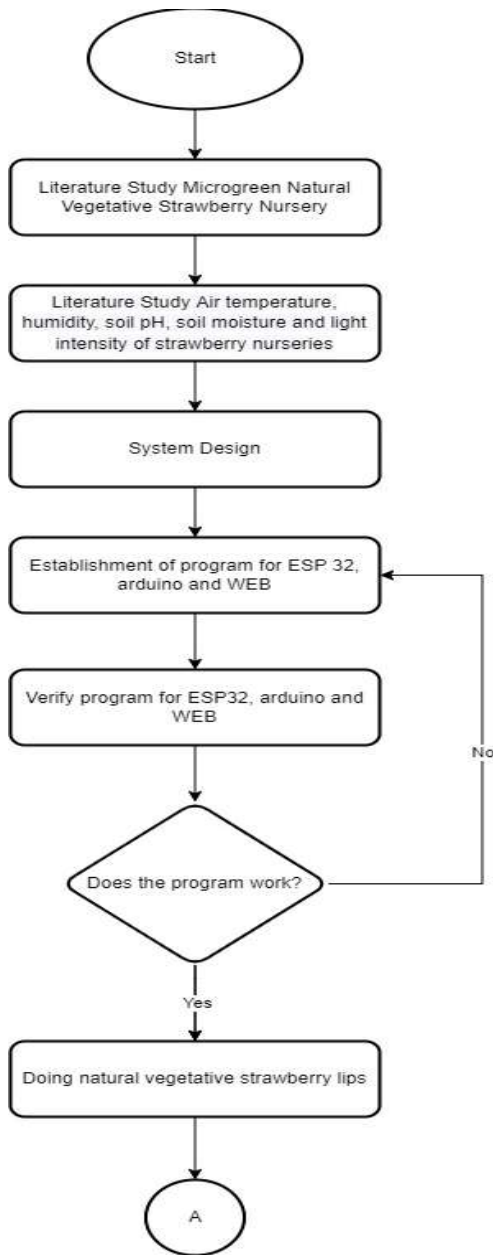 Start
Literature Study Microgreen Natural
Vegetative Strawberry Nursery
Literature Study Air temperature,
humidity, soil pH, soil moisture and light
intensity of strawberry nurseries
System Design
Establishment of program for ESP 32,
arduino and WEB
Verify program for ESP32, arduino and
WEB
No
Does the program work?
Yes
Doing natural vegetative strawberry lips
A